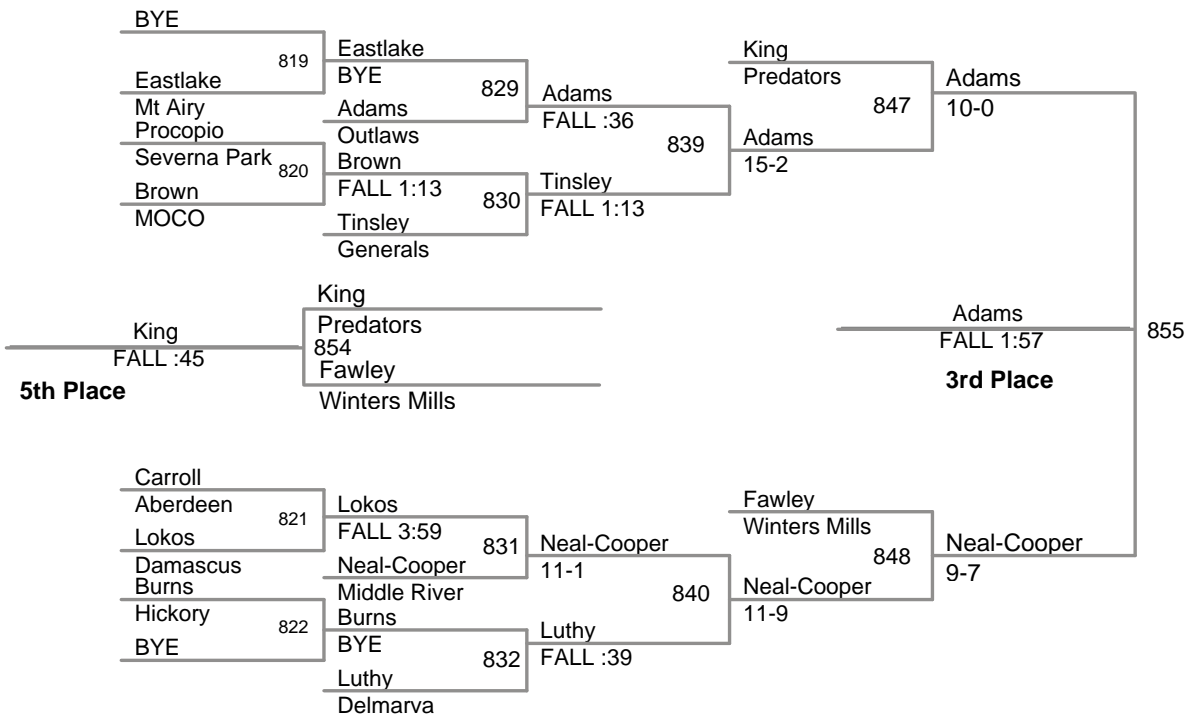 BYE
819
Eastlake
Mt Airy
Procopio
Severna Park
820
Brown
MOCO
Eastlake
BYE
829
Adams
Outlaws
Brown
FALL 1:13
830
Tinsley
Generals
Adams
FALL :36
839
Tinsley
FALL 1:13
King
Predators
847
Adams
15-2
Adams
10-0
King
FALL :45
5th Place
King
Predators
854
Fawley
Winters Mills
Adams
FALL 1:57
855
3rd Place
Carroll
Aberdeen
821
Lokos
Damascus
Burns
Hickory
822
BYE
Lokos
FALL 3:59
831
Neal-Cooper
Middle River
Burns
BYE
832
Luthy
Delmarva
Neal-Cooper
11-1
840
Luthy
FALL :39
Fawley
Winters Mills
848
Neal-Cooper
11-9
Neal-Cooper
9-7